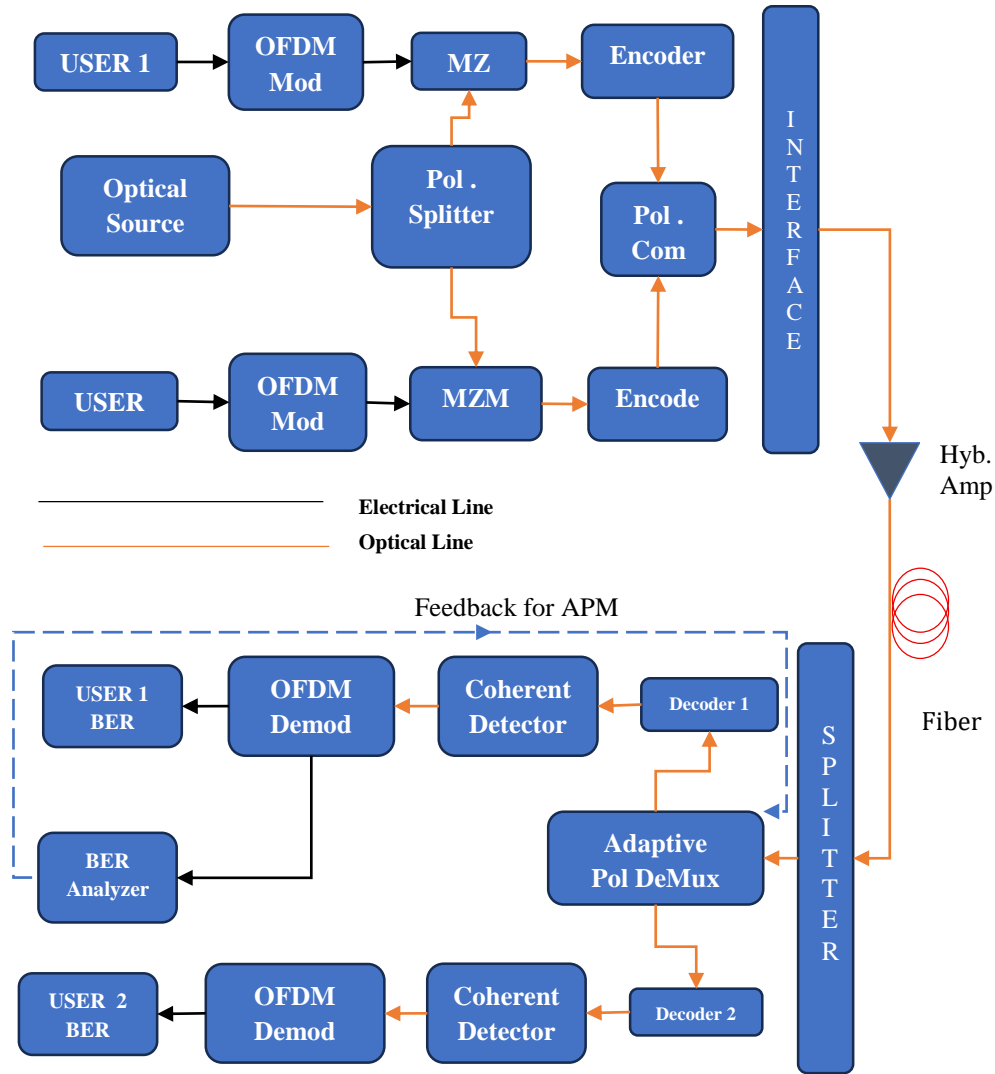 USER 1
OFDM
Mod
MZ
Encoder
Optical
Source
Pol .
Splitter
Pol .
Com
INTERFACE
USER
OFDM
Mod
MZM
Encode
Hyb.
Amp
Electrical Line
Optical Line
Feedback for APM
USER 1
BER
OFDM
Demod
Coherent
Detector
Decoder 1
Fiber
SPLITTER
BER
Analyzer
Adaptive
Pol DeMux
USER 2
BER
OFDM
Demod
Coherent
Detector
Decoder 2